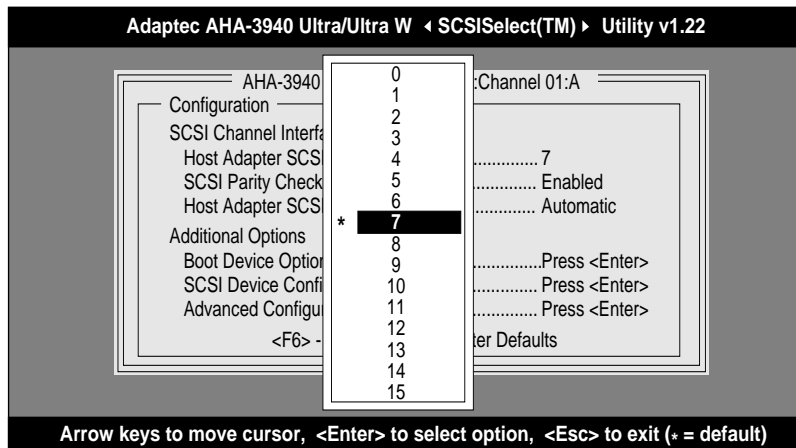 Adaptec AHA-3940 Ultra/Ultra W ◂ SCSISelect(TM) ▸ Utility v1.22
AHA-3940 :Channel 01:A
Configuration
SCSI Channel Interfa
Host Adapter SCSI ............... 7
SCSI Parity Check ............... Enabled
Host Adapter SCSI ............... Automatic
Additional Options
Boot Device Option ...............Press <Enter>
SCSI Device Confi ............... Press <Enter>
Advanced Configu ............... Press <Enter>
<F6> - ter Defaults
0
1
2
3
4
5
6
* 7
8
9
10
11
12
13
14
15
Arrow keys to move cursor, <Enter> to select option, <Esc> to exit (* = default)